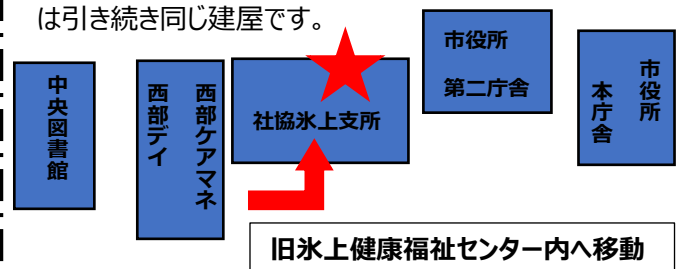 は引き続き同じ建屋です。
中央図書館
西部デイ
西部ケアマネ
社協氷上支所
市役所
第二庁舎
市役所
本庁舎
旧氷上健康福祉センター内へ移動